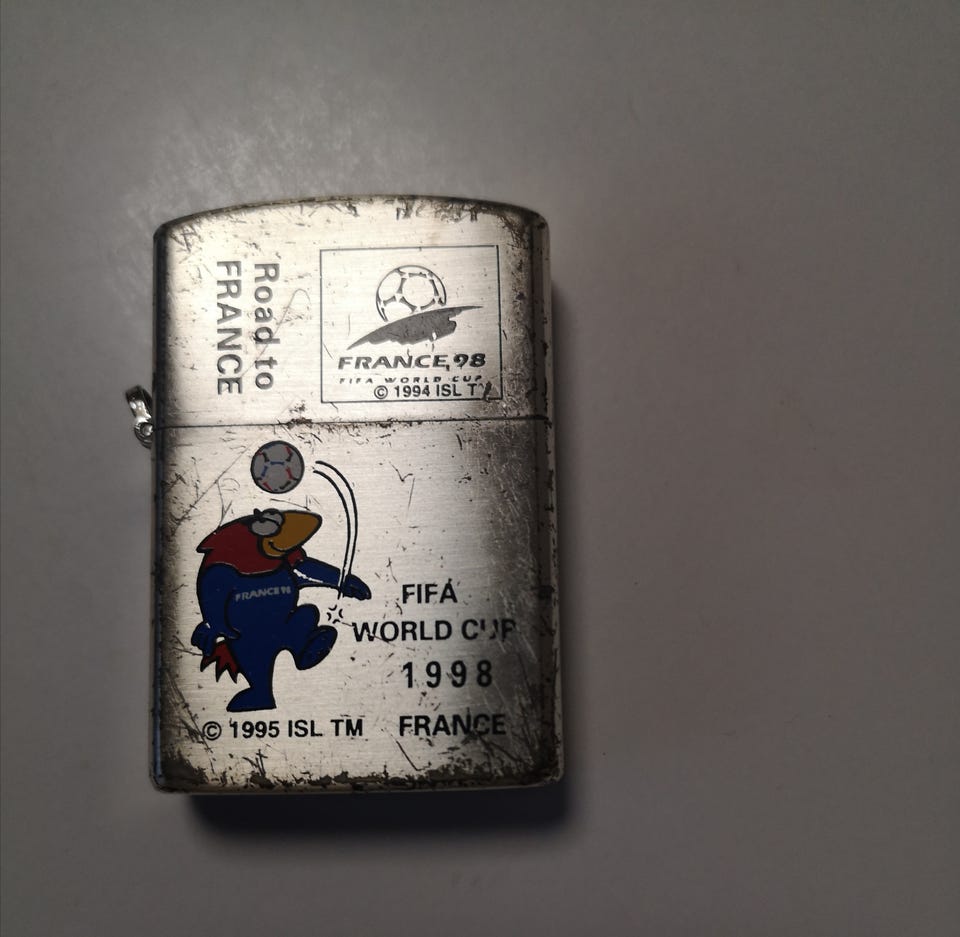 Road to
FRANCE
FRANCE 98
FIFA WORLD CUP
© 1994 ISL TM
FRANCE 98
FIFA
WORLD CUP
1998
© 1995 ISL TM FRANCE